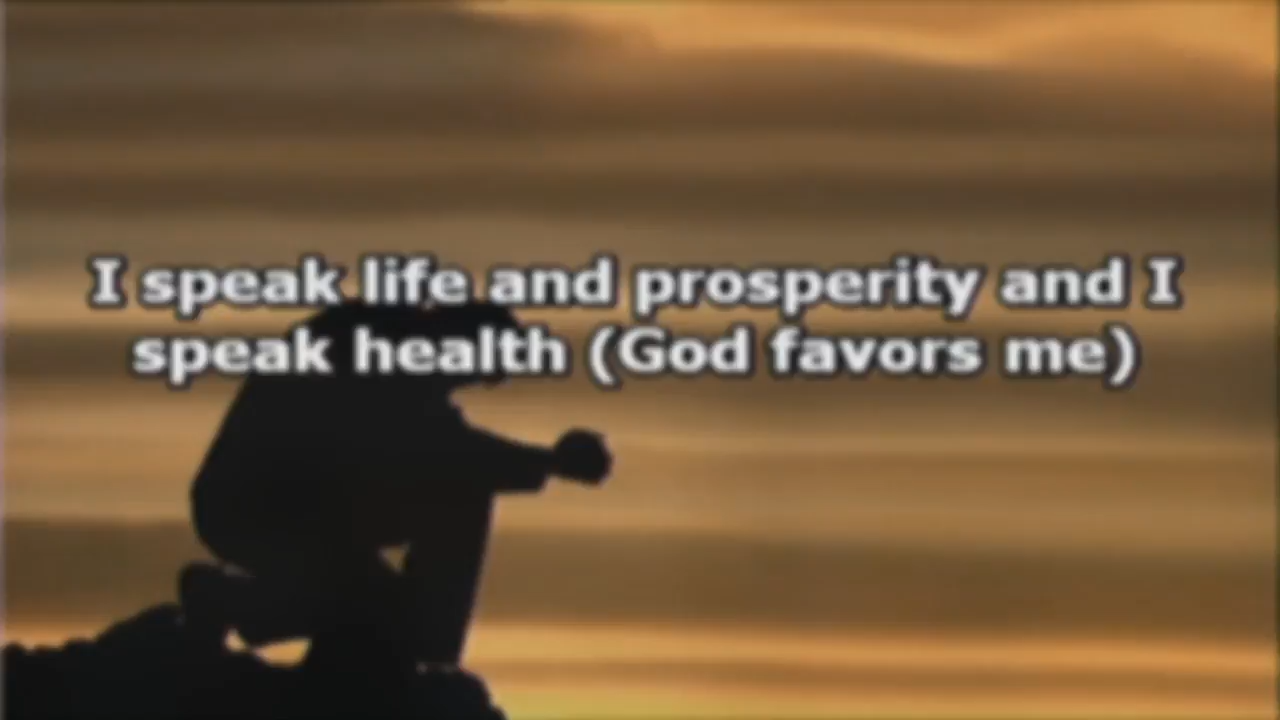 I speak life and prosperity and I
speak health (God favors me)